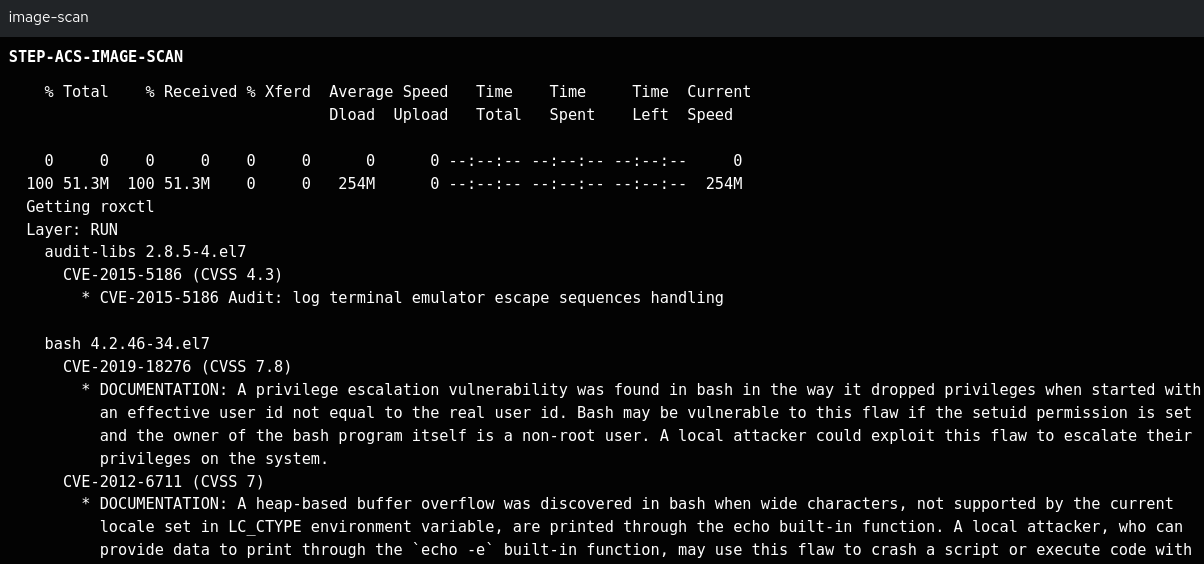 image-scan
STEP-ACS-IMAGE-SCAN
% Total    % Received % Xferd  Average Speed   Time    Time     Time  Current
Dload  Upload   Total   Spent    Left  Speed
0     0    0     0    0     0      0      0 --:--:-- --:--:-- --:--:--     0
100 51.3M  100 51.3M    0     0   254M      0 --:--:-- --:--:-- --:--:--  254M
Getting roxctl
Layer: RUN
audit-libs 2.8.5-4.el7
CVE-2015-5186 (CVSS 4.3)
* CVE-2015-5186 Audit: log terminal emulator escape sequences handling
bash 4.2.46-34.el7
CVE-2019-18276 (CVSS 7.8)
* DOCUMENTATION: A privilege escalation vulnerability was found in bash in the way it dropped privileges when started with
an effective user id not equal to the real user id. Bash may be vulnerable to this flaw if the setuid permission is set
and the owner of the bash program itself is a non-root user. A local attacker could exploit this flaw to escalate their
privileges on the system.
CVE-2012-6711 (CVSS 7)
* DOCUMENTATION: A heap-based buffer overflow was discovered in bash when wide characters, not supported by the current
locale set in LC_CTYPE environment variable, are printed through the echo built-in function. A local attacker, who can
provide data to print through the `echo -e` built-in function, may use this flaw to crash a script or execute code with